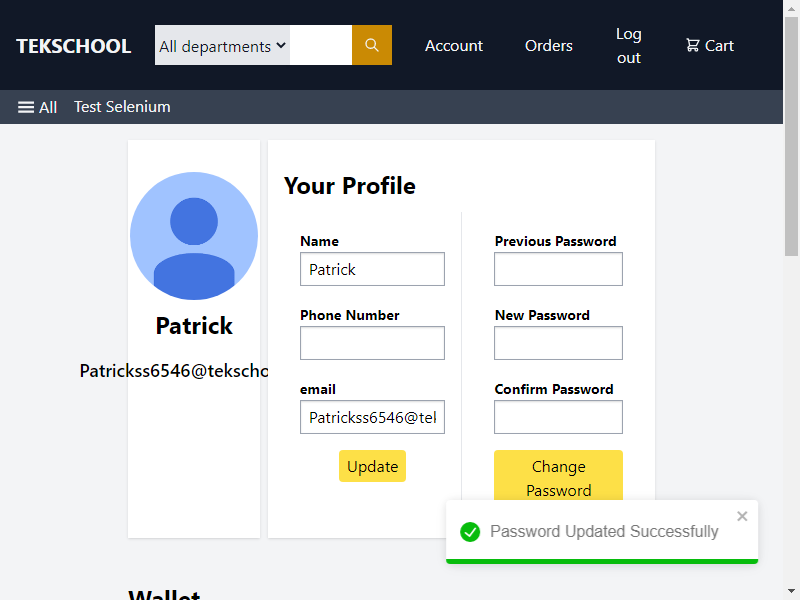 TEKSCHOOL
All departments
Account
Orders
Log
out
Cart
All
Test Selenium
Patrick
Patrickss6546@tekscho
Your Profile
Name
Patrick
Phone Number
email
Patrickss6546@tek
Update
Previous Password
New Password
Confirm Password
Change
Password
Password Updated Successfully
Wallet